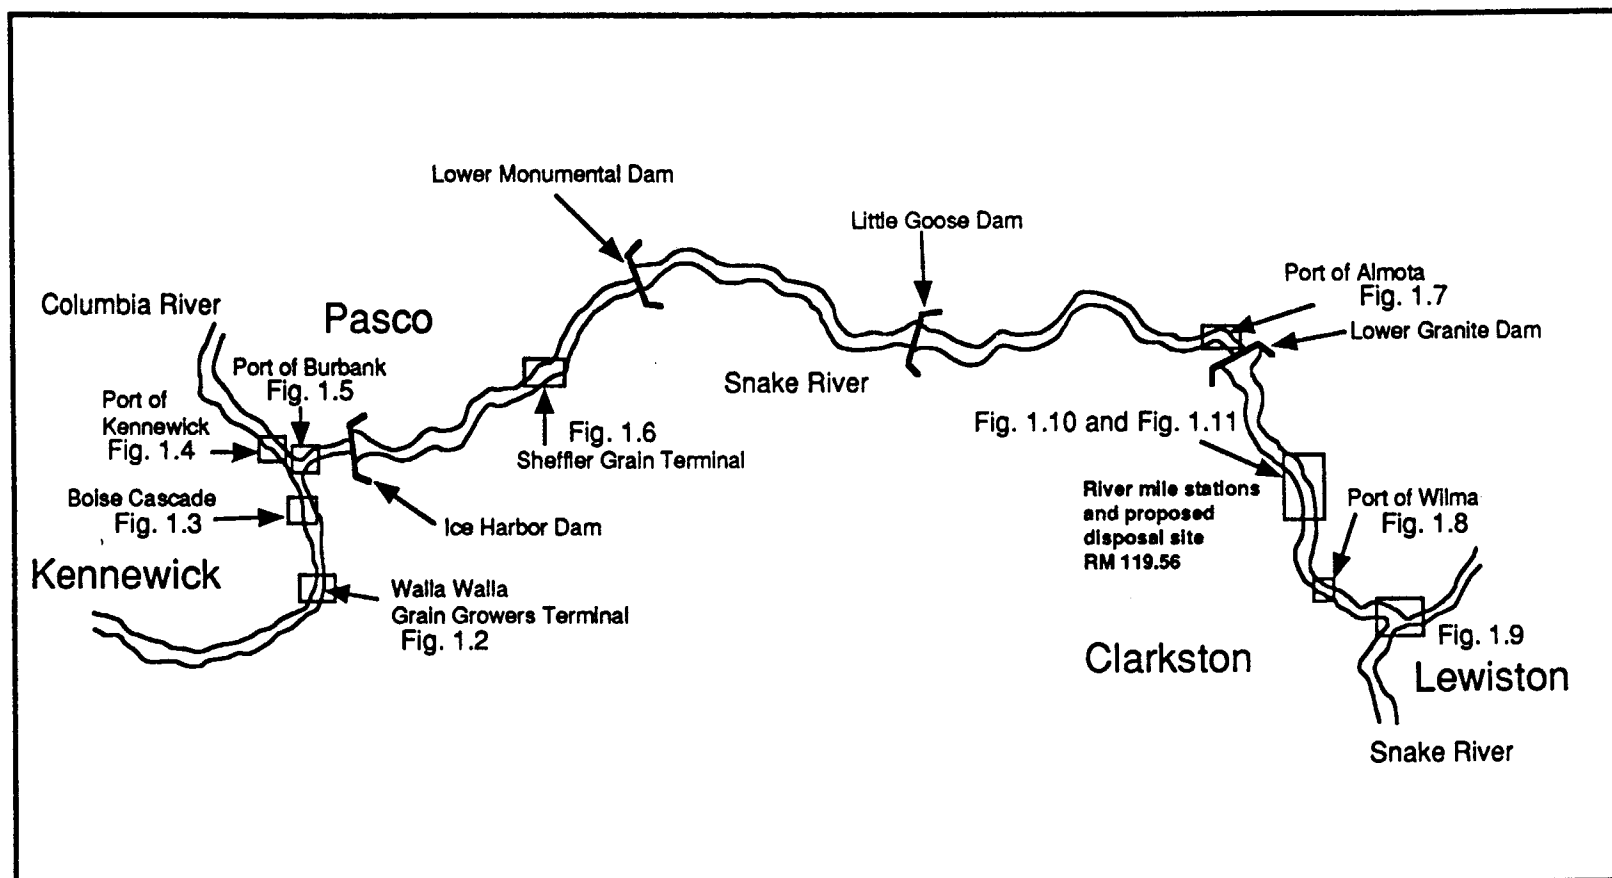 Lower Monumental Dam
Little Goose Dam
Port of Almota
Fig. 1.7
Columbia River
Pasco
Lower Granite Dam
Port of Burbank
Fig. 1.5
Snake River
Port of
Kennewick
Fig. 1.4
Fig. 1.6
Sheffler Grain Terminal
Fig. 1.10 and Fig. 1.11
River mile stations
and proposed
disposal site
RM 119.56
Boise Cascade
Fig. 1.3
Ice Harbor Dam
Port of Wilma
Fig. 1.8
Kennewick
Walla Walla
Grain Growers Terminal
Fig. 1.2
Fig. 1.9
Clarkston
Lewiston
Snake River